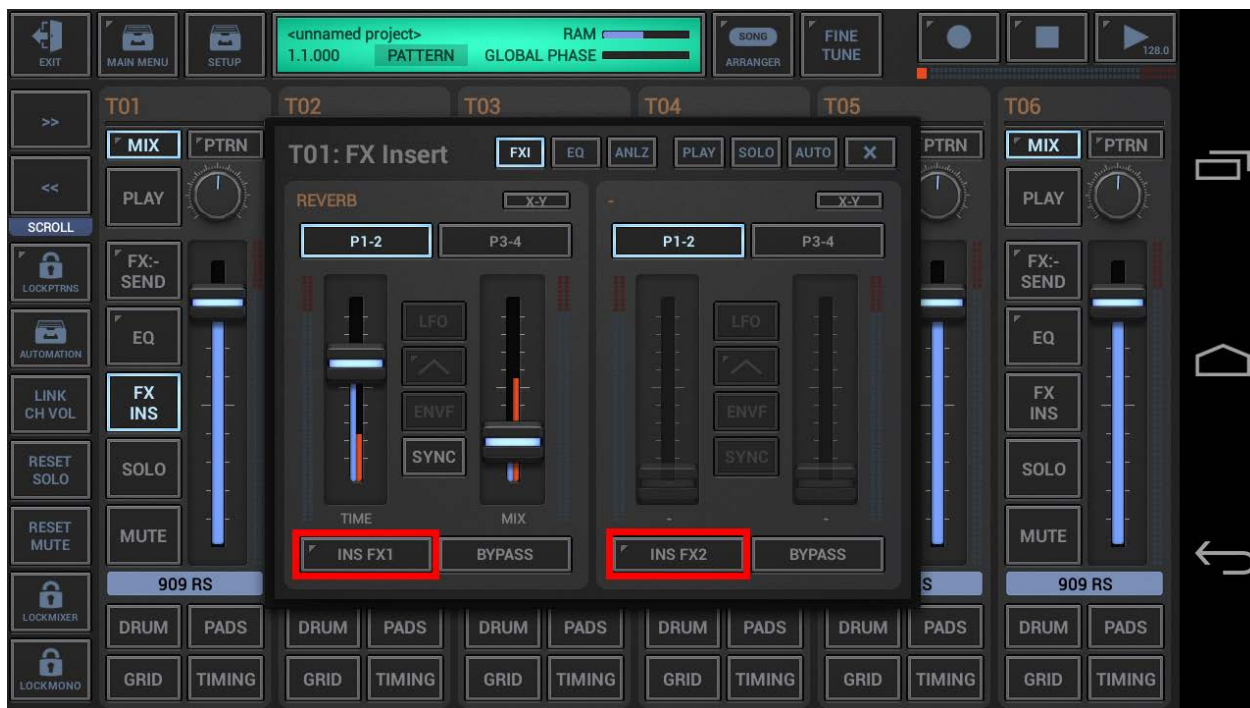 EXIT
MAIN MENU
SETUP
<unnamed project>
RAM
1.1.000
PATTERN
GLOBAL PHASE
SONG
ARRANGER
FINE
TUNE
128.0
>>
<<
SCROLL
LOCKPTRNS
AUTOMATION
LINK
CH VOL
RESET
SOLO
RESET
MUTE
LOCKMIXER
LOCKMONO
T01
T02
T03
T04
T05
T06
MIX
PTRN
PLAY
FX:-
SEND
EQ
FX
INS
SOLO
MUTE
909 RS
T01: FX Insert
FXI
EQ
ANLZ
PLAY
SOLO
AUTO
X
REVERB
X-Y
P1-2
P3-4
LFO
ENVF
SYNC
TIME
MIX
INS FX1
BYPASS
-
X-Y
P1-2
P3-4
LFO
ENVF
SYNC
-
-
INS FX2
BYPASS
PTRN
S
MIX
PTRN
PLAY
FX:-
SEND
EQ
FX
INS
SOLO
MUTE
909 RS
DRUM PADS DRUM PADS DRUM PADS DRUM PADS DRUM PADS DRUM PADS
GRID TIMING GRID TIMING GRID TIMING GRID TIMING GRID TIMING GRID TIMING